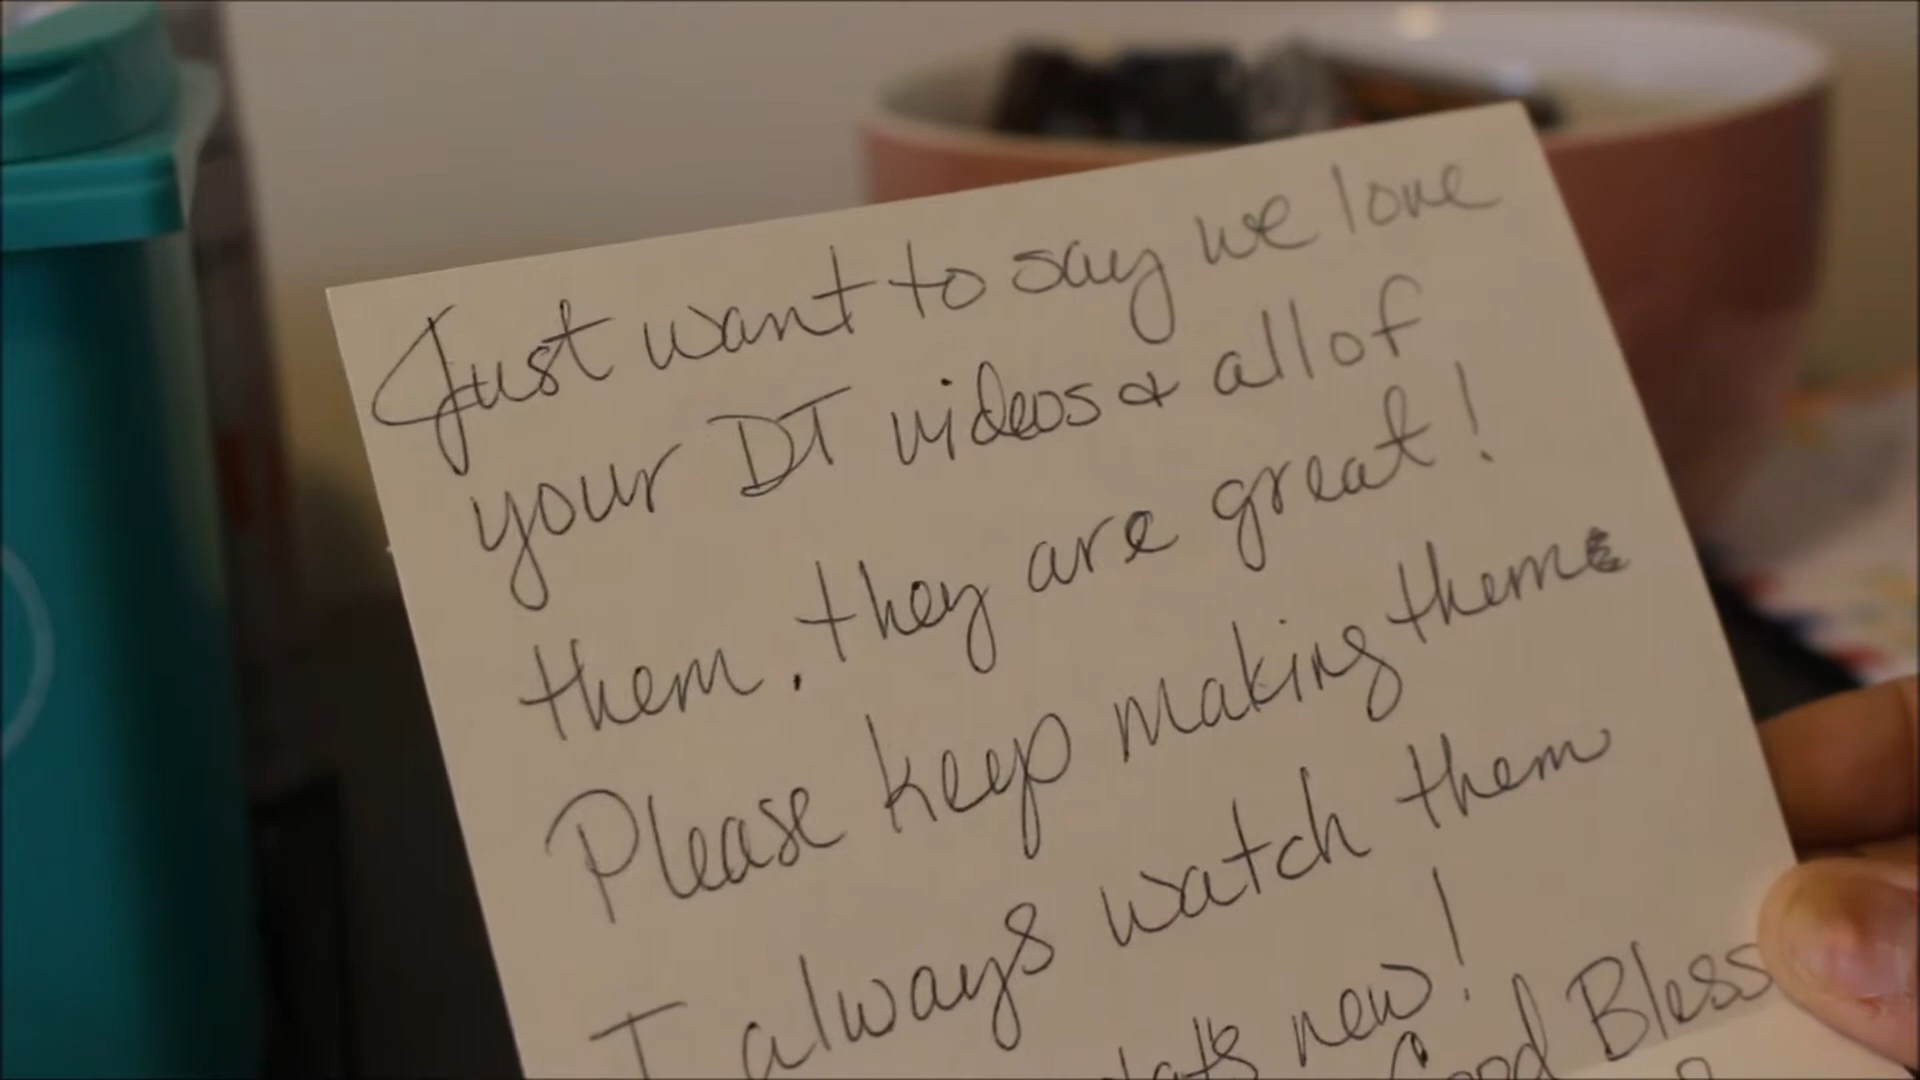 Just want to say we love
your DT videos & all of
them. they are great!
Please keep making them &
I always watch them
new!
Good Bless